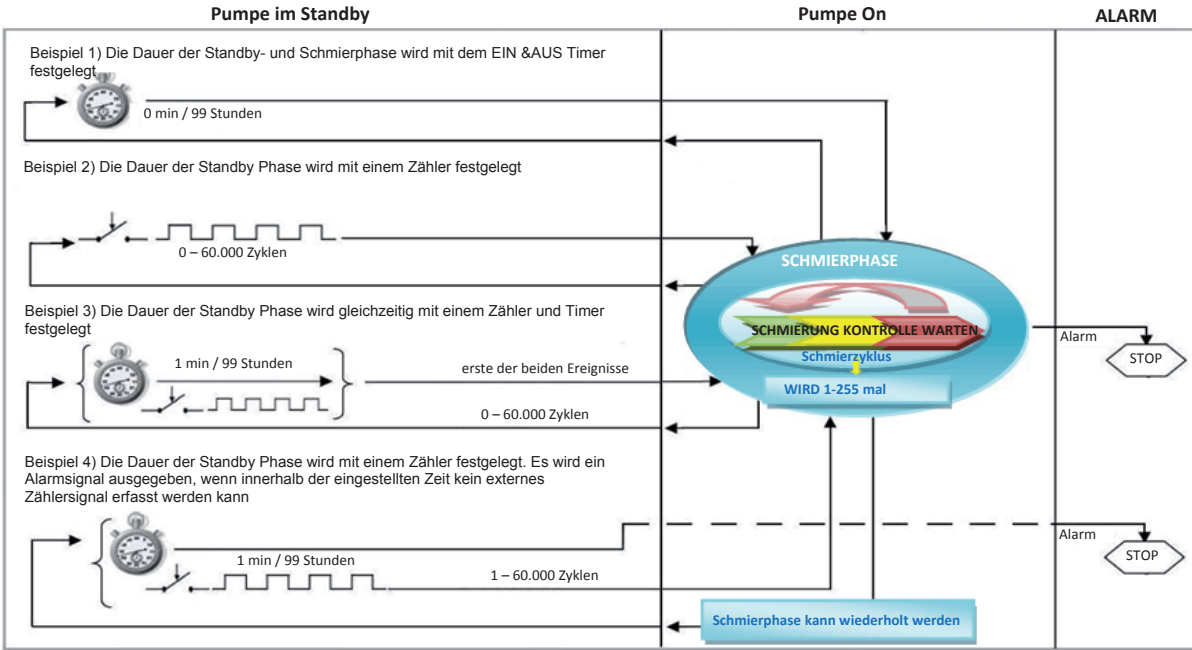 Pumpe im Standby
Pumpe On
ALARM
Beispiel 1) Die Dauer der Standby- und Schmierphase wird mit dem EIN &AUS Timer
festgelegt
0 min / 99 Stunden
Beispiel 2) Die Dauer der Standby Phase wird mit einem Zähler festgelegt
0 – 60.000 Zyklen
SCHMIERPHASE
Beispiel 3) Die Dauer der Standby Phase wird gleichzeitig mit einem Zähler und Timer
festgelegt
SCHMIERUNG KONTROLLE WARTEN
Alarm
STOP
Schmierzyklus
1 min / 99 Stunden
erste der beiden Ereignisse
WIRD 1-255 mal
0 – 60.000 Zyklen
Beispiel 4) Die Dauer der Standby Phase wird mit einem Zähler festgelegt. Es wird ein
Alarmsignal ausgegeben, wenn innerhalb der eingestellten Zeit kein externes
Zählersignal erfasst werden kann
Alarm
STOP
1 min / 99 Stunden
1 – 60.000 Zyklen
Schmierphase kann wiederholt werden